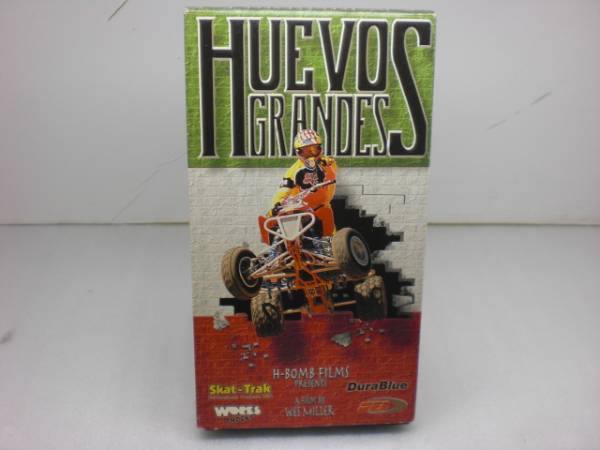 HUEVOS
GRANDES
H-BOMB FILMS
PRESENTS
A FILM BY
WES MILLER
Skat-Trak
WORKS
DuraBlue